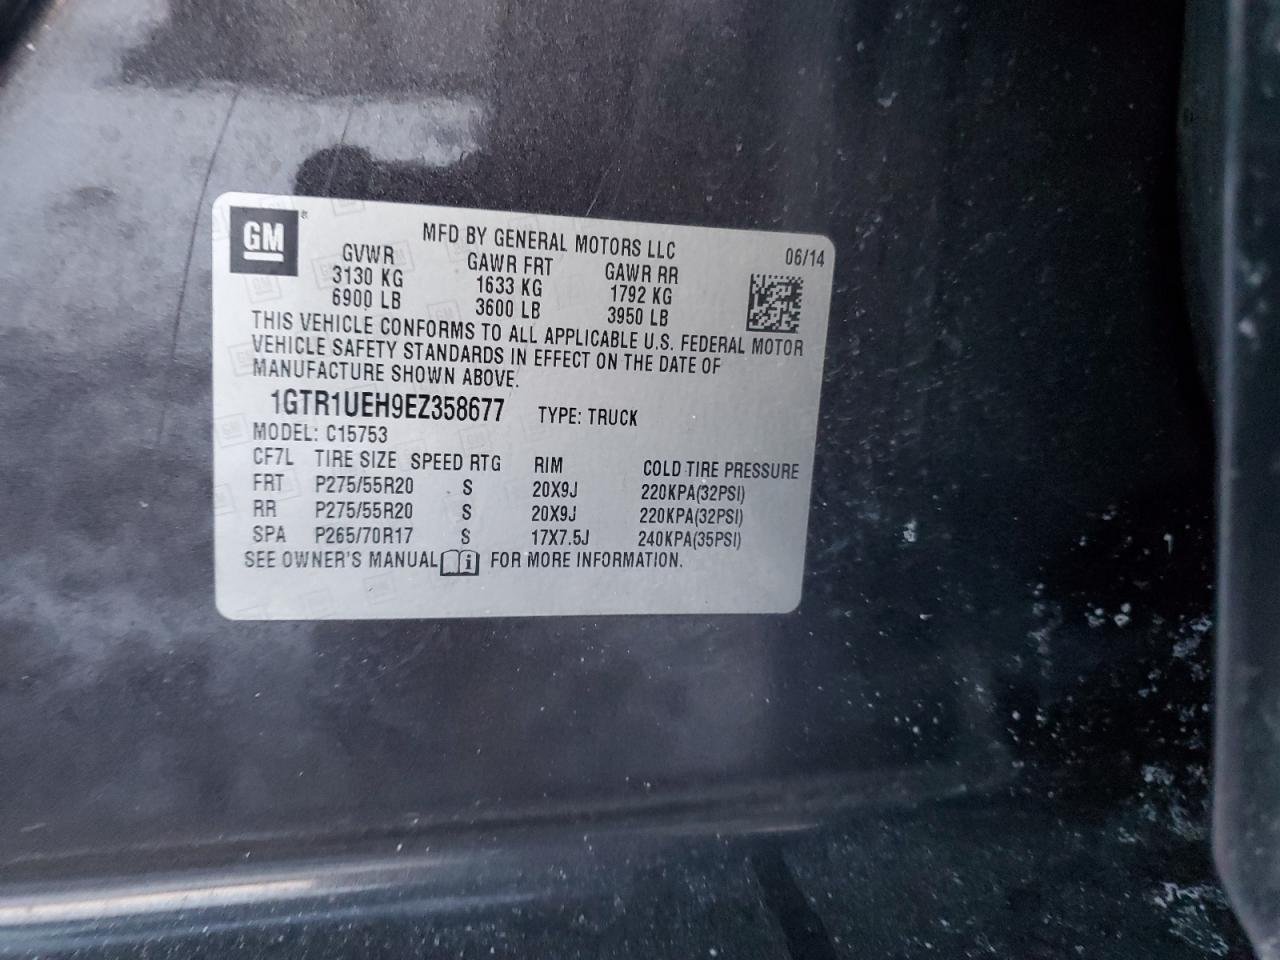 GM ®
MFD BY GENERAL MOTORS LLC
06/14
GVWR GAWR FRT GAWR RR
3130 KG 1633 KG 1792 KG
6900 LB 3600 LB 3950 LB
THIS VEHICLE CONFORMS TO ALL APPLICABLE U.S. FEDERAL MOTOR
VEHICLE SAFETY STANDARDS IN EFFECT ON THE DATE OF
MANUFACTURE SHOWN ABOVE.
1GTR1UEH9EZ358677 TYPE: TRUCK
MODEL: C15753
CF7L TIRE SIZE SPEED RTG RIM COLD TIRE PRESSURE
FRT P275/55R20 S 20X9J 220KPA(32PSI)
RR P275/55R20 S 20X9J 220KPA(32PSI)
SPA P265/70R17 S 17X7.5J 240KPA(35PSI)
SEE OWNER'S MANUAL i FOR MORE INFORMATION.